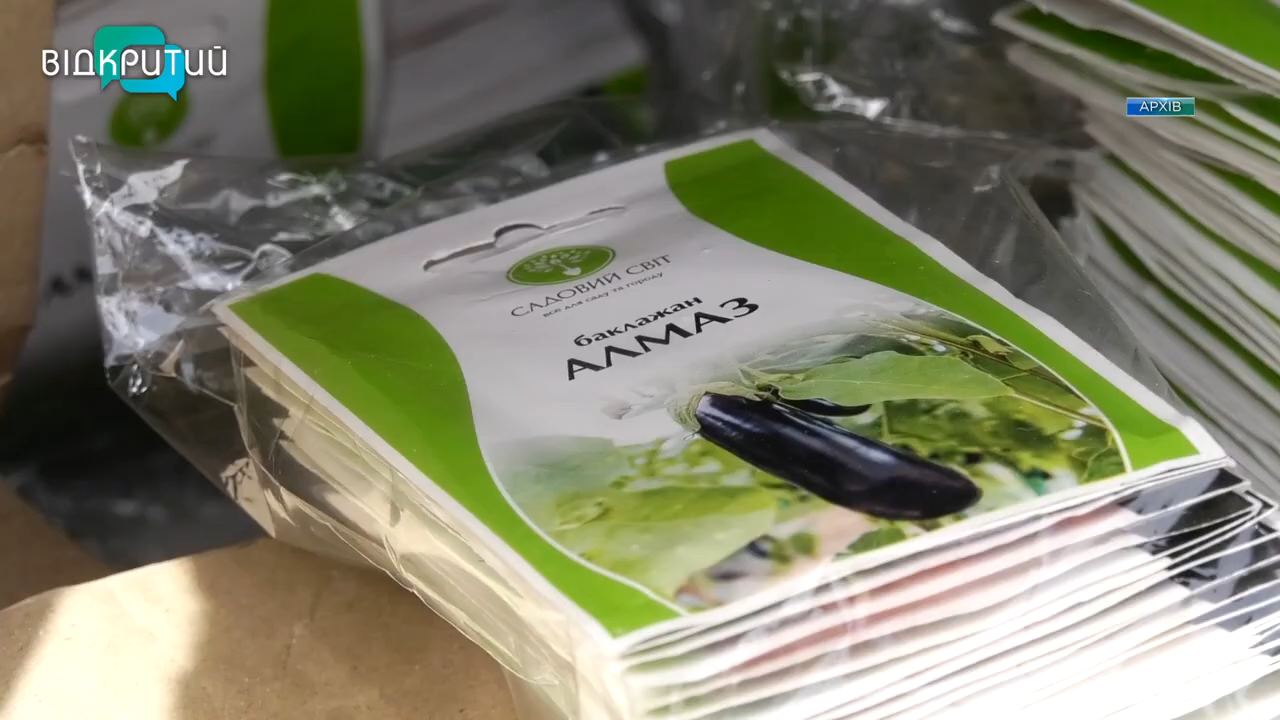 ВІДКРИТИЙ
АРХІВ
САДОВИЙ СВІТ
все для саду та городу
баклажан
АЛМАЗ